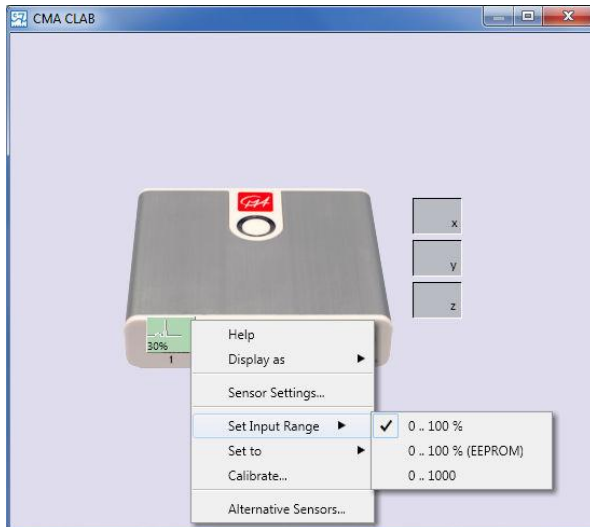 CMA CLAB
CMA
x
y
z
30%
1
Help
Display as
Sensor Settings...
Set Input Range
0 .. 100 %
Set to
0 .. 100 % (EEPROM)
Calibrate...
0 .. 1000
Alternative Sensors...